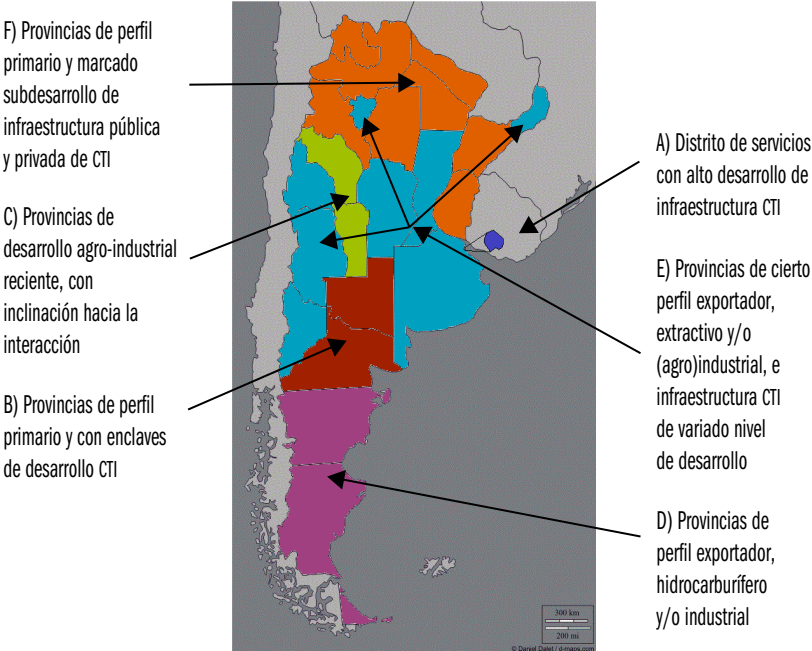 F) Provincias de perfil
primario y marcado
subdesarrollo de
infraestructura pública
y privada de CTI
C) Provincias de
desarrollo agro-industrial
reciente, con
inclinación hacia la
interacción
B) Provincias de perfil
primario y con enclaves
de desarrollo CTI
A) Distrito de servicios
con alto desarrollo de
infraestructura CTI
E) Provincias de cierto
perfil exportador,
extractivo y/o
(agro)industrial, e
infraestructura CTI
de variado nivel
de desarrollo
D) Provincias de
perfil exportador,
hidrocarburífero
y/o industrial
300 km
200 mi
© Daniel Dalet / d-maps.com